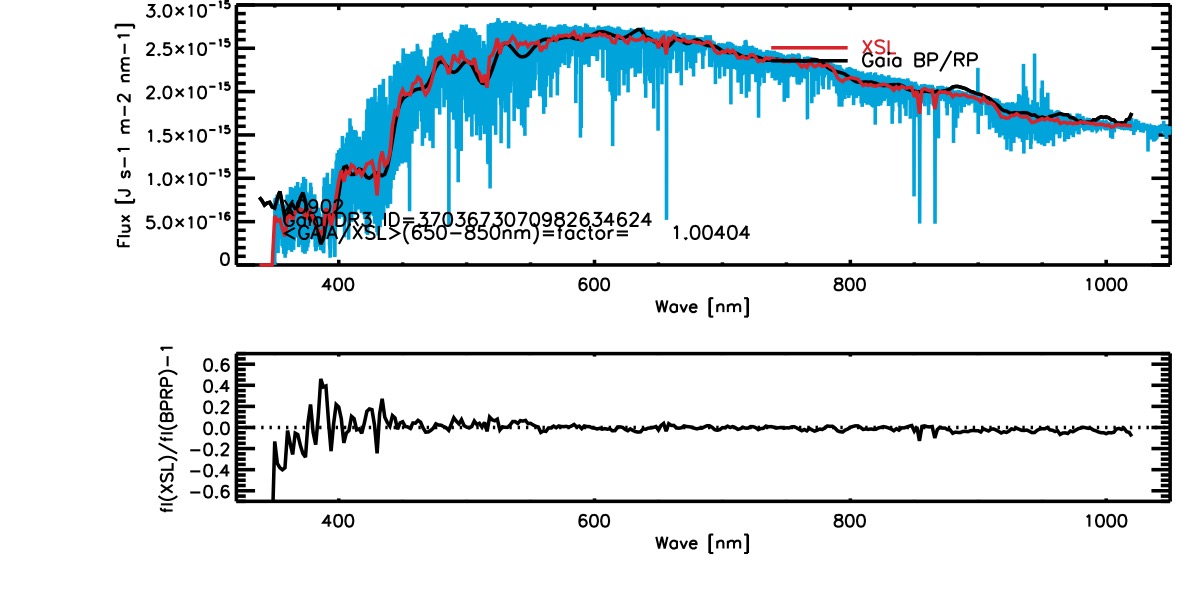 3.0×10⁻¹⁵
2.5×10⁻¹⁵
2.0×10⁻¹⁵
1.5×10⁻¹⁵
1.0×10⁻¹⁵
5.0×10⁻¹⁶
0
Flux [J s−1 m−2 nm−1]
XSL
Gaia BP/RP
Gaia DR3 ID=3703673070982634624
<GAIA/XSL>(650−850nm)=factor= 1.00404
400 600 800 1000
Wave [nm]
0.6
0.4
0.2
0.0
−0.2
−0.4
−0.6
fl(XSL)/fl(BPRP)−1
400 600 800 1000
Wave [nm]